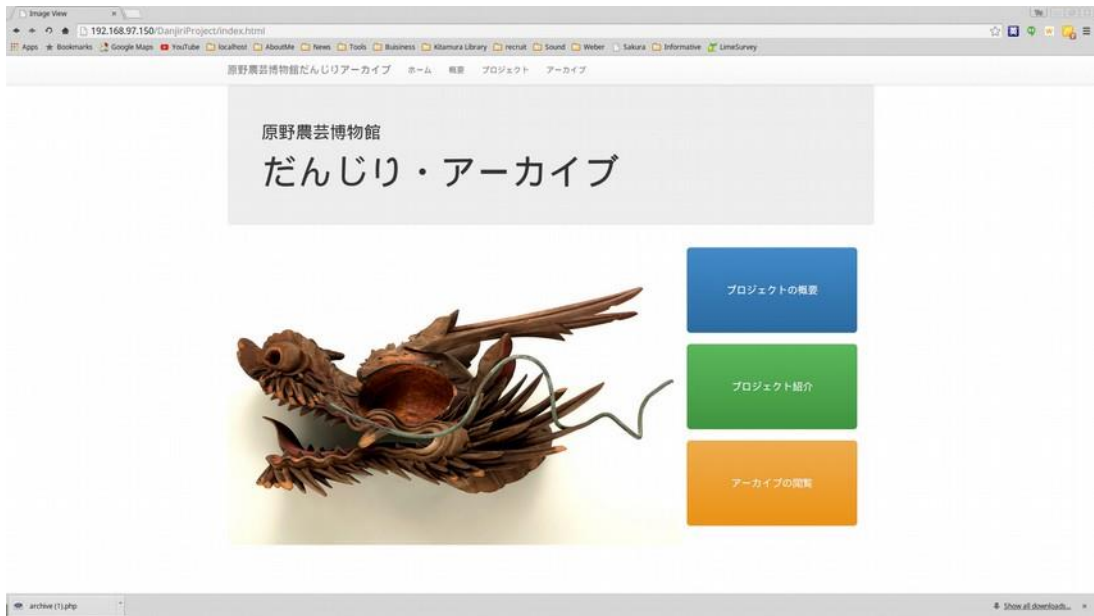 Image View
192.168.97.150/DanjiriProject/index.html
Apps Bookmarks Google Maps YouTube localhost AboutMe News Tools Buisiness Kitamura Library recruit Sound Weber Sakura Informative LimeSurvey
原野農芸博物館だんじりアーカイブ ホーム 概要 プロジェクト アーカイブ
原野農芸博物館
だんじり・アーカイブ
プロジェクトの概要
プロジェクト紹介
アーカイブの閲覧
archive (1).php
Show all downloads...